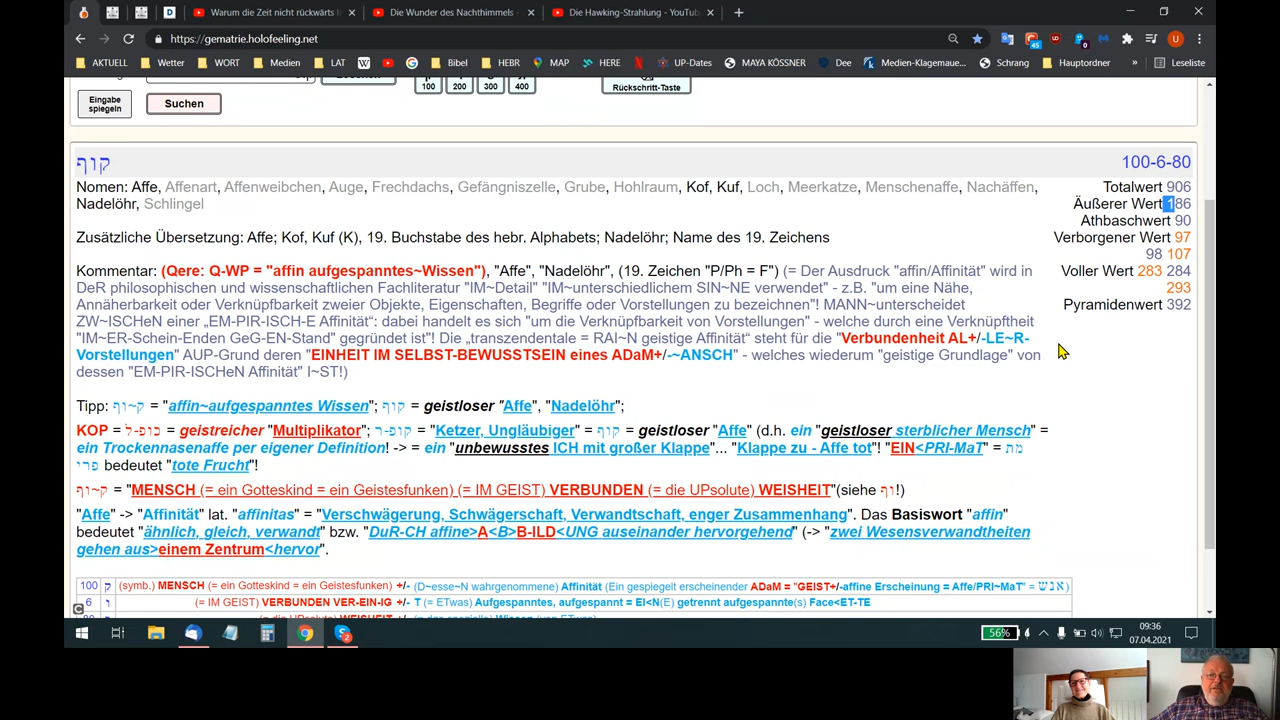 Warum die Zeit nicht rückwärts l
Die Wunder des Nachthimmels -
Die Hawking-Strahlung - YouTu
https://gematrie.holofeeling.net
AKTUELL Wetter WORT Medien LAT Bibel HEBR MAP HERE UP-Dates MAYA KÖSSNER Dee Medien-Klagemaue... Schrang Hauptordner » Leseliste
100 200 300 400 Rückschritt-Taste
Eingabe spiegeln
Suchen
קוף 100-6-80
Nomen: Affe, Affenart, Affenweibchen, Auge, Frechdachs, Gefängniszelle, Grube, Hohlraum, Kof, Kuf, Loch, Meerkatze, Menschenaffe, Nachäffen,
Nadelöhr, Schlingel
Totalwert 906
Äußerer Wert 186
Athbaschwert 90
Verborgener Wert 97
98 107
Voller Wert 283 284
293
Pyramidenwert 392
Zusätzliche Übersetzung: Affe; Kof, Kuf (K), 19. Buchstabe des hebr. Alphabets; Nadelöhr; Name des 19. Zeichens
Kommentar: (Qere: Q-WP = "affin aufgespanntes~Wissen"), "Affe", "Nadelöhr", (19. Zeichen "P/Ph = F") (= Der Ausdruck "affin/Affinität" wird in
DeR philosophischen und wissenschaftlichen Fachliteratur "IM~Detail" "IM~unterschiedlichem SIN~NE verwendet" - z.B. "um eine Nähe,
Annäherbarkeit oder Verknüpfbarkeit zweier Objekte, Eigenschaften, Begriffe oder Vorstellungen zu bezeichnen"! MANN~unterscheidet
ZW~ISCHeN einer „EM-PIR-ISCH-E Affinität“: dabei handelt es sich "um die Verknüpfbarkeit von Vorstellungen" - welche durch eine Verknüpftheit
"IM~ER-Schein-Enden GeG-EN-Stand" gegründet ist"! Die „transzendentale = RAI~N geistige Affinität“ steht für die "Verbundenheit AL+/-LE~R-
Vorstellungen" AUP-Grund deren "EINHEIT IM SELBST-BEWUSSTSEIN eines ADaM+/-~ANSCH" - welches wiederum "geistige Grundlage" von
dessen "EM-PIR-ISCHeN Affinität" I~ST!)
Tipp: ק~וף = "affin~aufgespanntes Wissen"; קוף = geistloser "Affe", "Nadelöhr";
KOP = כופ-ל = geistreicher "Multiplikator"; קופ-ר = "Ketzer, Ungläubiger" = קוף = geistloser "Affe" (d.h. ein "geistloser sterblicher Mensch" =
ein Trockennasenaffe per eigener Definition! -> = ein "unbewusstes ICH mit großer Klappe"... "Klappe zu - Affe tot"! "EIN<PRI-MaT" = מת
פרי bedeutet "tote Frucht"!
ק~וף = "MENSCH (= ein Gotteskind = ein Geistesfunken) (= IM GEIST) VERBUNDEN (= die UPsolute) WEISHEIT"(siehe וף!)
"Affe" -> "Affinität" lat. "affinitas" = "Verschwägerung, Schwägerschaft, Verwandtschaft, enger Zusammenhang". Das Basiswort "affin"
bedeutet "ähnlich, gleich, verwandt" bzw. "DuR-CH affine>A<B>B-ILD<UNG auseinander hervorgehend" (-> "zwei Wesensverwandtheiten
gehen aus>einem Zentrum<hervor".
100 ק (symb.) MENSCH (= ein Gotteskind = ein Geistesfunken) +/- (D~esse~N wahrgenommene) Affinität (Ein gespiegelt erscheinender ADaM = "GEIST+/-affine Erscheinung = Affe/PRI~MaT" = אנש)
6 ו (= IM GEIST) VERBUNDEN VER-EIN-IG +/- T (= ETwas) Aufgespanntes, aufgespannt = EI<N(E) getrennt aufgespannte(s) Face<ET-TE
56%
09:36
07.04.2021